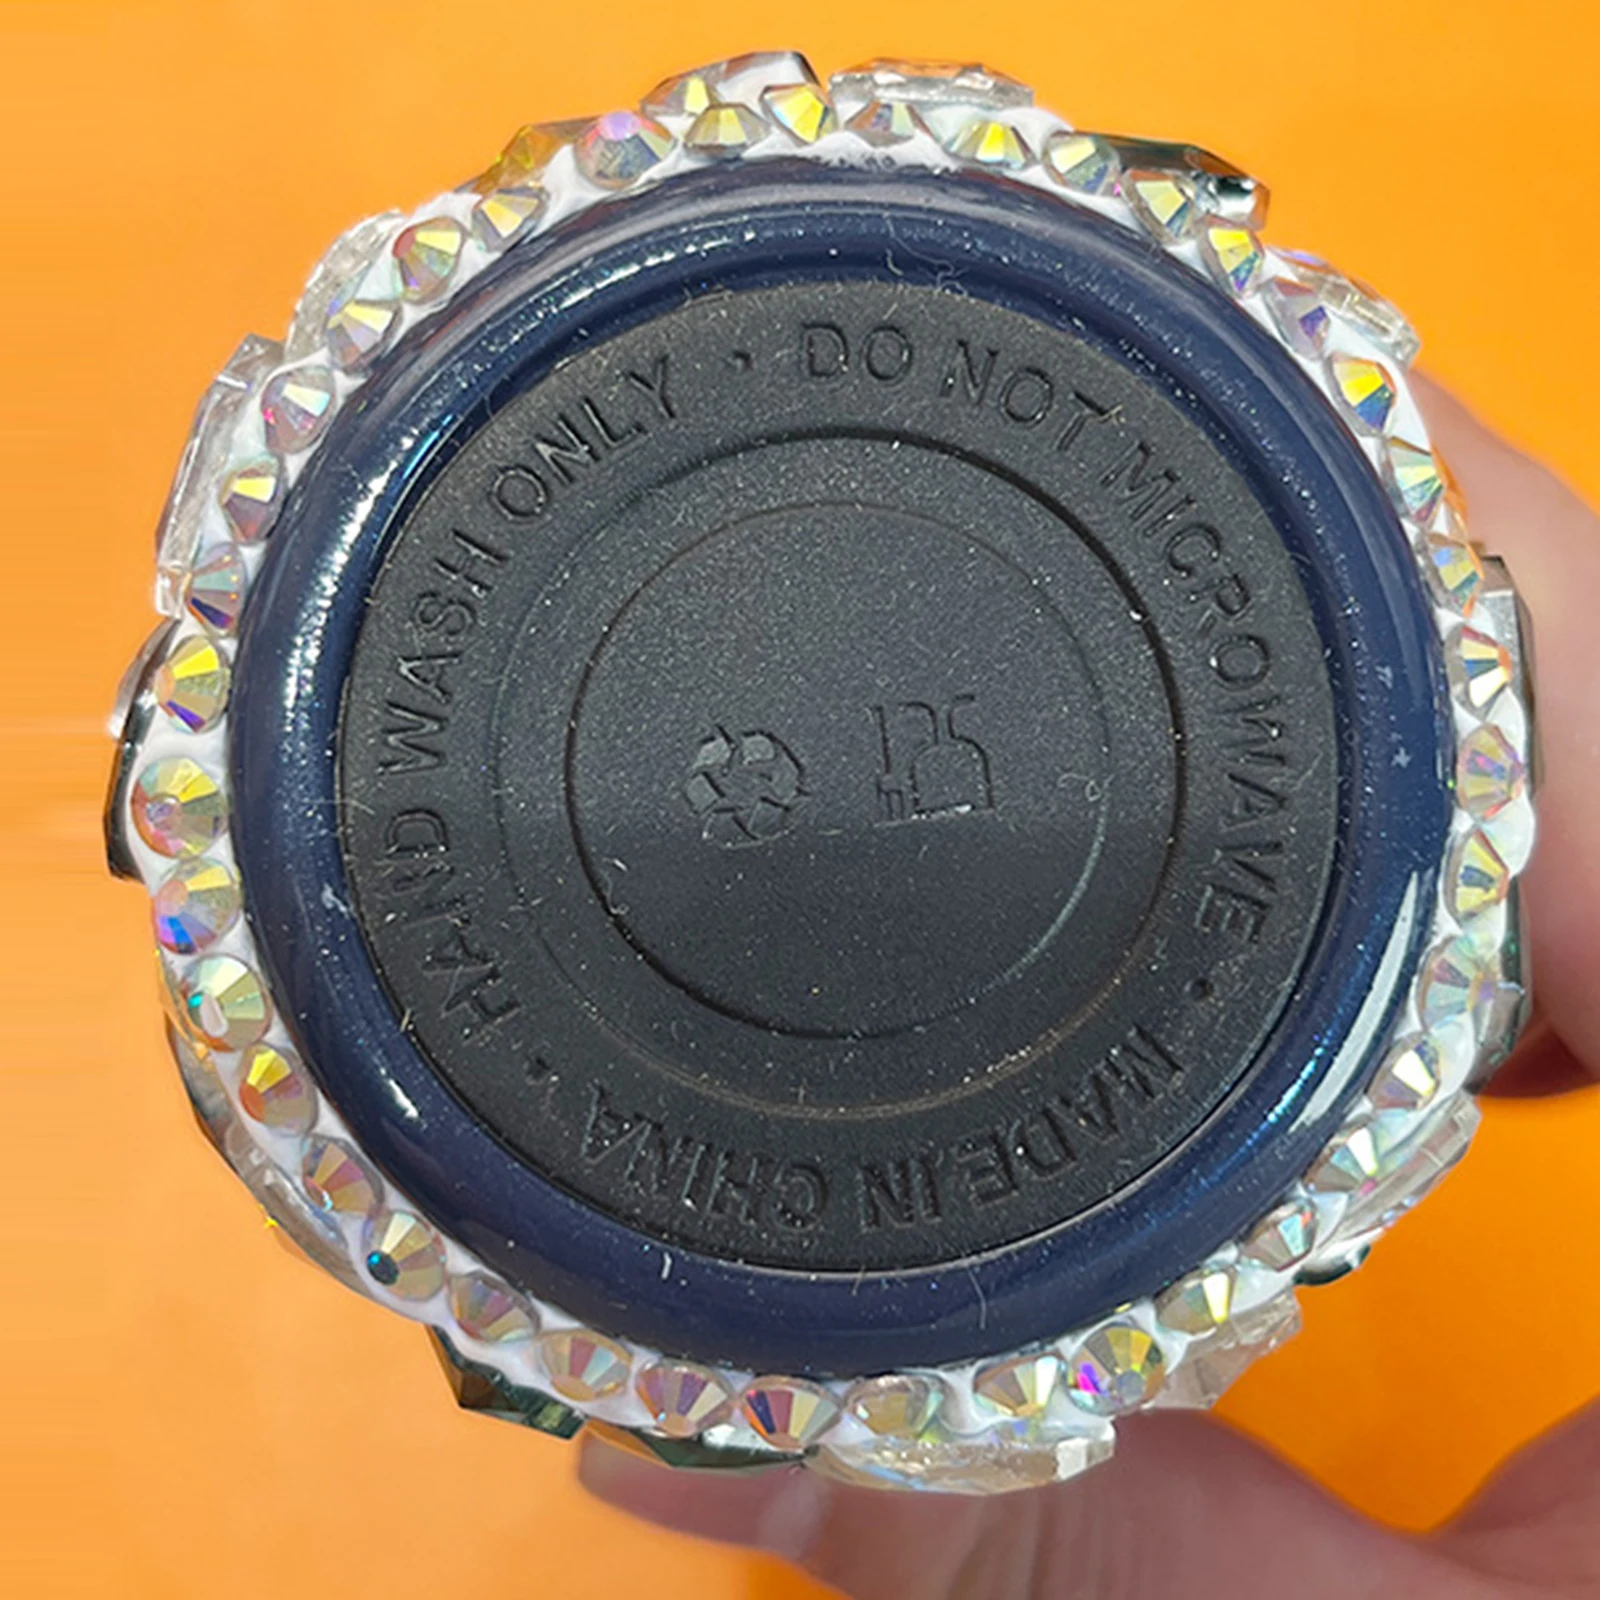 DO NOT MICROWAVE • MADE IN CHINA • HAND WASH ONLY •